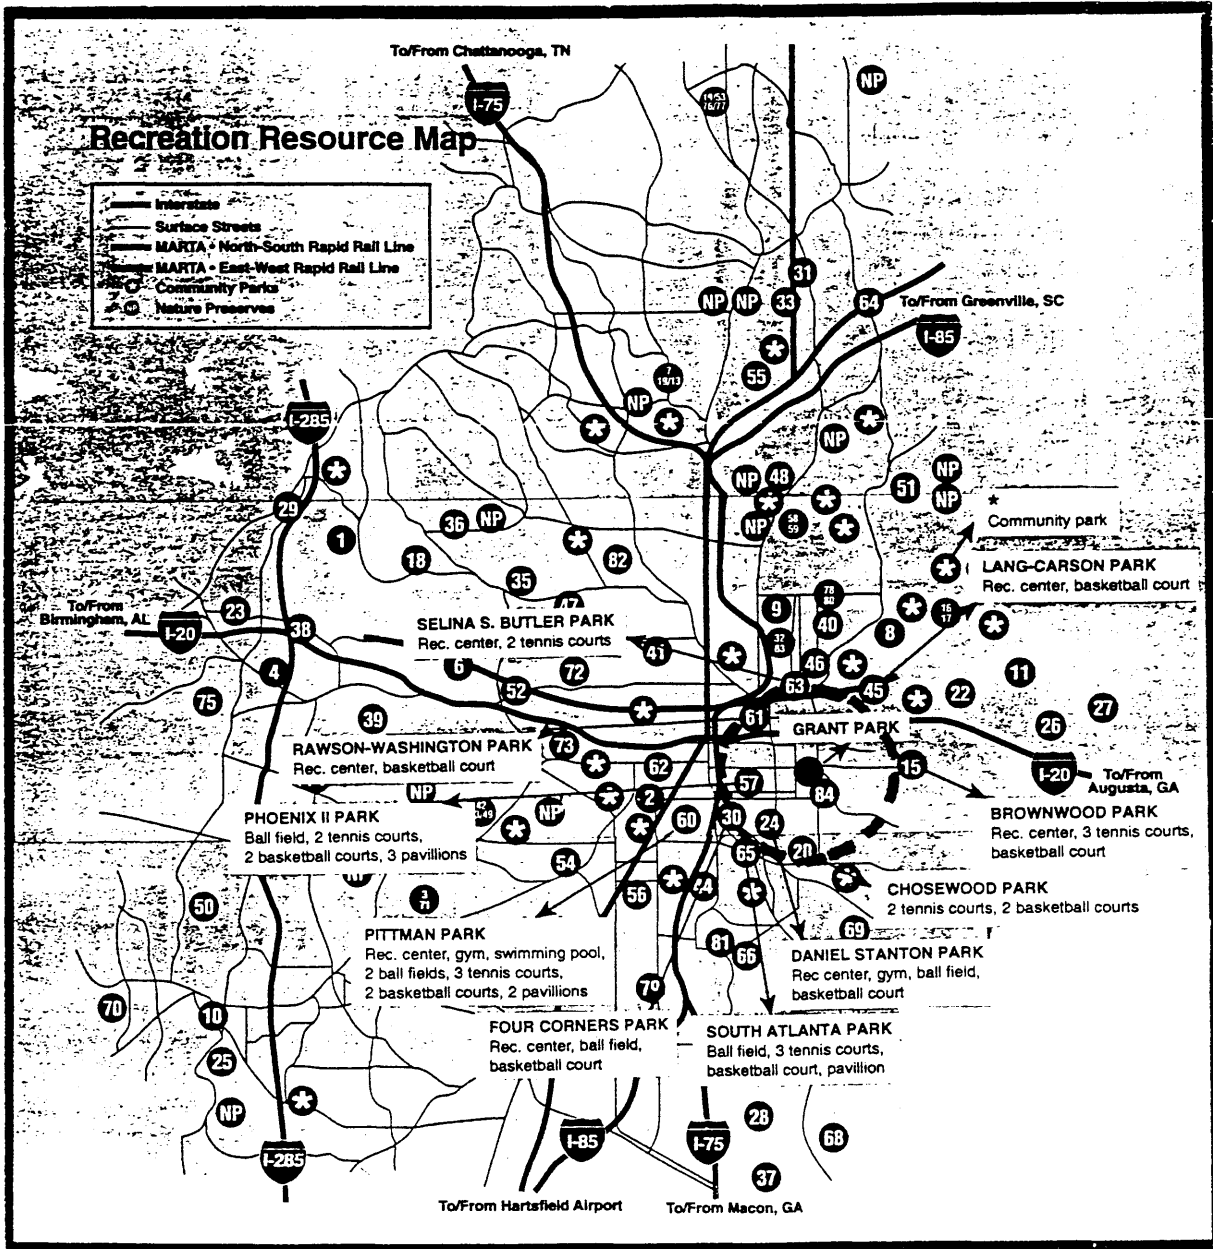 To/From Chattanooga, TN
I-75
NP
Recreation Resource Map
Interstate
Surface Streets
MARTA • North-South Rapid Rail Line
MARTA • East-West Rapid Rail Line
Community Parks
Nature Preserves
31
NP NP 33 64
To/From Greenville, SC
I-85
7
19/13
55
NP
I-285
NP
NP 48
51
NP
NP
29
36 NP
NP
58
59
*
Community park
1
18
82
35
LANG-CARSON PARK
Rec. center, basketball court
To/From
Birmingham, AL
I-20
23
38
9
40
16
17
8
SELINA S. BUTLER PARK
Rec. center, 2 tennis courts
41
46
6
72
4
52
63
45
11
75
22
27
39
61
26
GRANT PARK
RAWSON-WASHINGTON PARK
Rec. center, basketball court
73
62
15
I-20
To/From
Augusta, GA
57
84
NP
2
PHOENIX II PARK
Ball field, 2 tennis courts,
2 basketball courts, 3 pavillions
NP
60
30
24
BROWNWOOD PARK
Rec. center, 3 tennis courts,
basketball court
54
65
20
3
71
56
44
CHOSEWOOD PARK
2 tennis courts, 2 basketball courts
50
69
PITTMAN PARK
Rec. center, gym, swimming pool,
2 ball fields, 3 tennis courts,
2 basketball courts, 2 pavillions
81
66
DANIEL STANTON PARK
Rec center, gym, ball field,
basketball court
79
70
10
FOUR CORNERS PARK
Rec. center, ball field,
basketball court
SOUTH ATLANTA PARK
Ball field, 3 tennis courts,
basketball court, pavillion
25
NP
28
68
I-285
I-85
I-75
37
To/From Hartsfield Airport
To/From Macon, GA